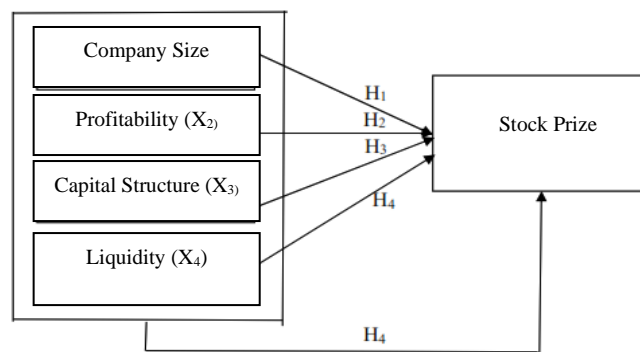 Company Size
Profitability (X₂)
Capital Structure (X₃)
Liquidity (X₄)
H₁
H₂
H₃
H₄
Stock Prize
H₄